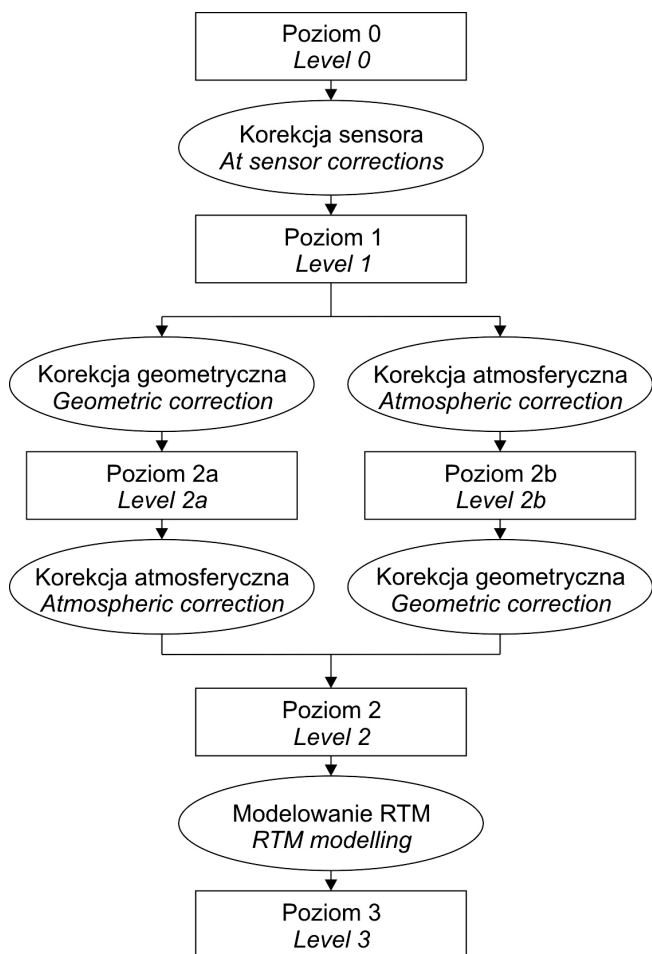 Poziom 0
Level 0
Korekcja sensora
At sensor corrections
Poziom 1
Level 1
Korekcja geometryczna
Geometric correction
Korekcja atmosferyczna
Atmospheric correction
Poziom 2a
Level 2a
Poziom 2b
Level 2b
Korekcja atmosferyczna
Atmospheric correction
Korekcja geometryczna
Geometric correction
Poziom 2
Level 2
Modelowanie RTM
RTM modelling
Poziom 3
Level 3